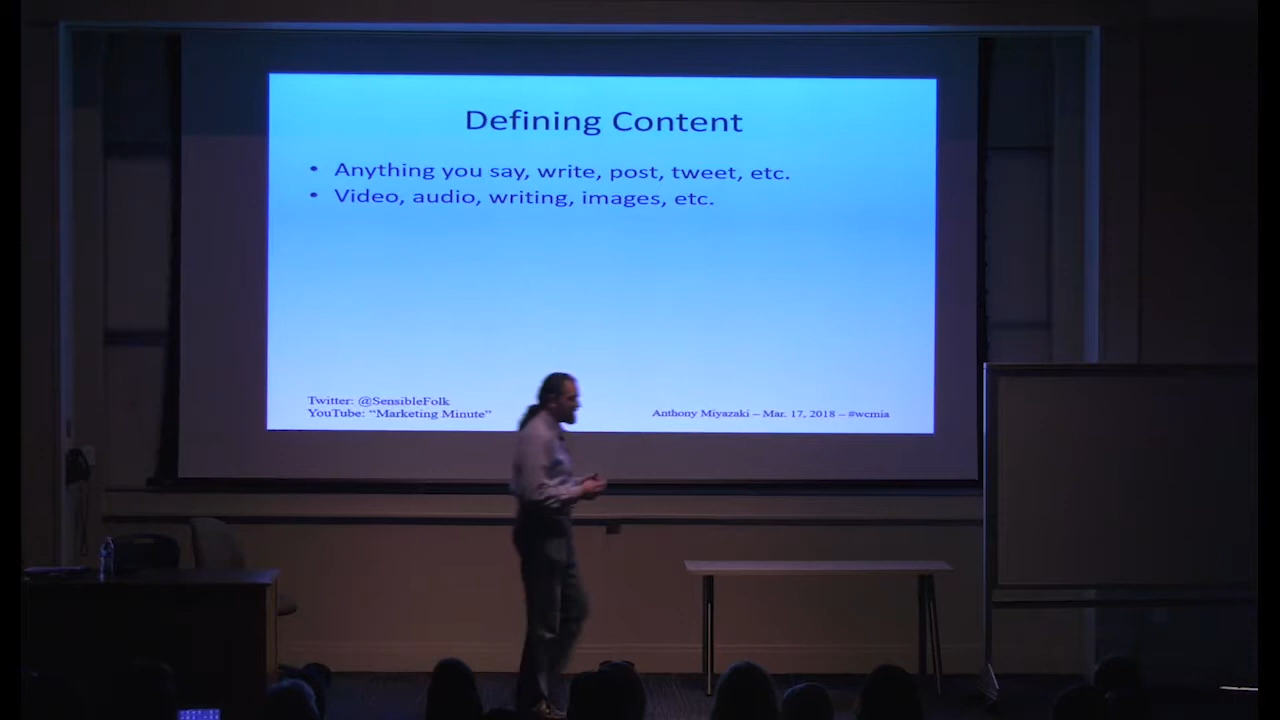 Defining Content
• Anything you say, write, post, tweet, etc.
• Video, audio, writing, images, etc.
Twitter: @SensibleFolk
YouTube: “Marketing Minute”
Anthony Miyazaki – Mar. 17, 2018 – #wcmia